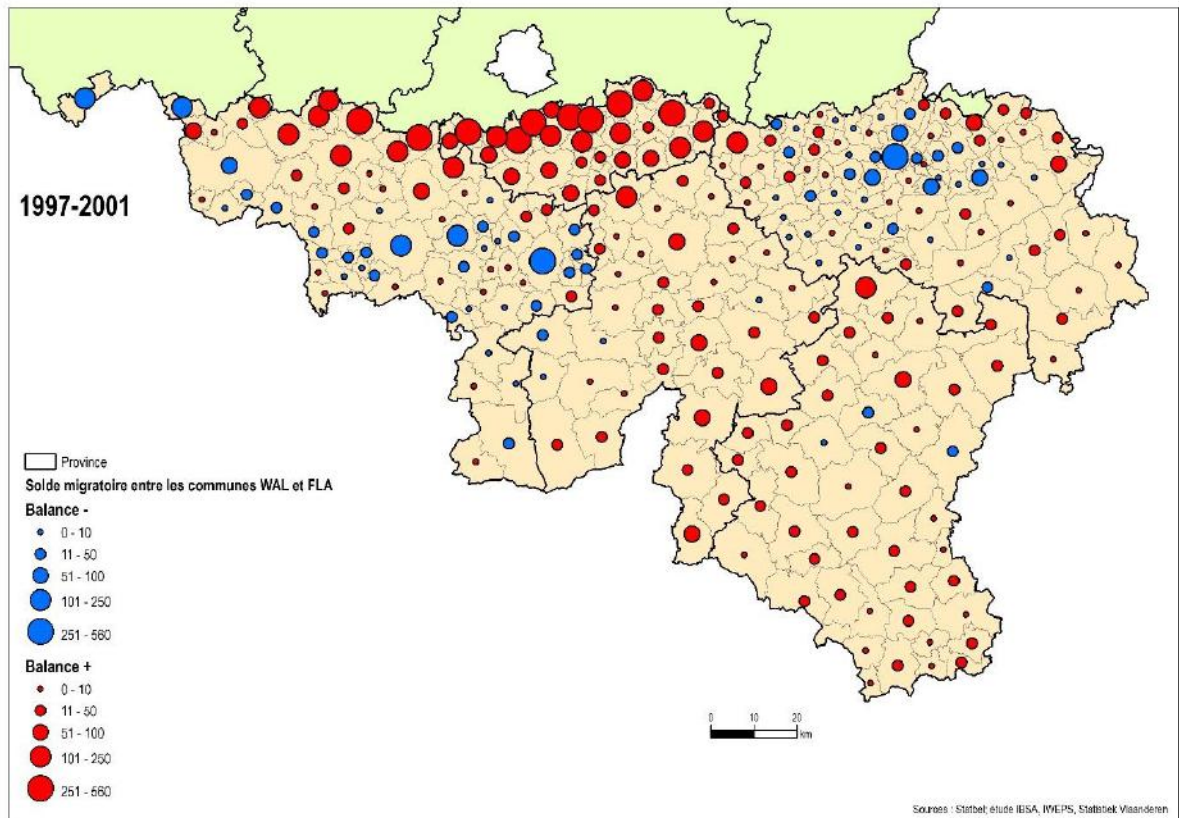 1997-2001
Province
Solde migratoire entre les communes WAL et FLA
Balance -
0 - 10
11 - 50
51 - 100
101 - 250
251 - 560
Balance +
0 - 10
11 - 50
51 - 100
101 - 250
251 - 560
0 10 20
km
Sources : Statbel; étude IBSA, IWEPS, Statistiek Vlaanderen